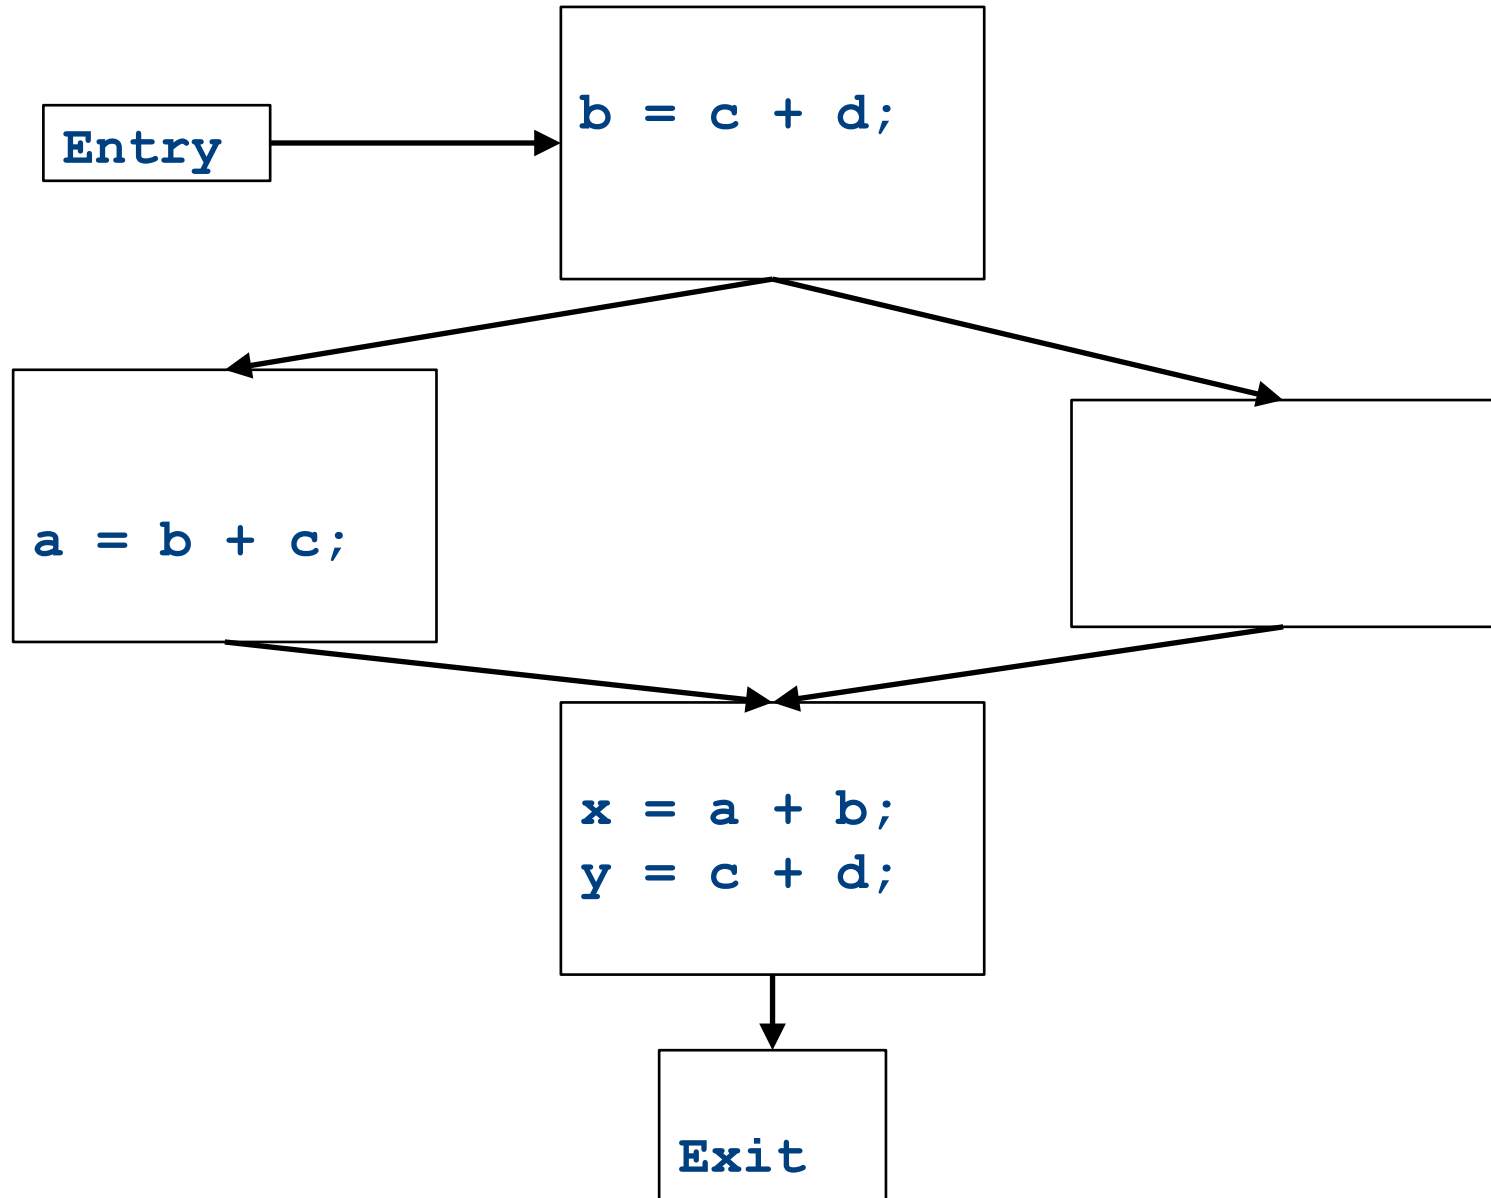 Entry
b = c + d;
a = b + c;
x = a + b;
y = c + d;
Exit